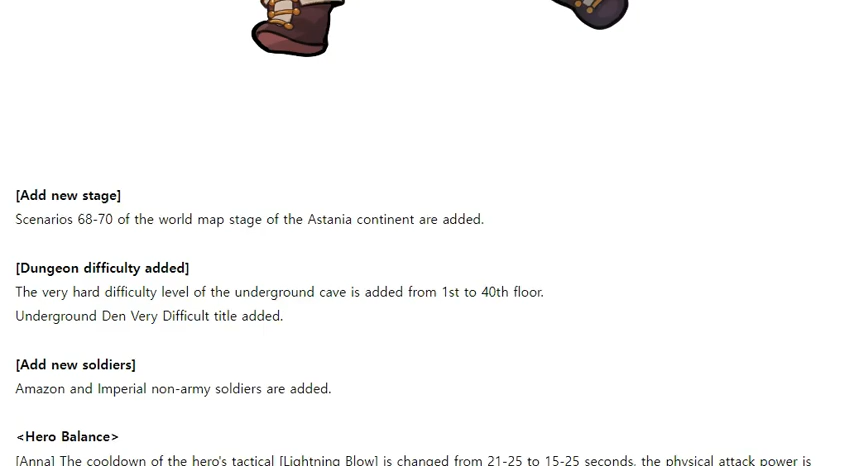 [Add new stage]
Scenarios 68-70 of the world map stage of the Astania continent are added.
[Dungeon difficulty added]
The very hard difficulty level of the underground cave is added from 1st to 40th floor.
Underground Den Very Difficult title added.
[Add new soldiers]
Amazon and Imperial non-army soldiers are added.
<Hero Balance>
[Anna] The cooldown of the hero's tactical [Lightning Blow] is changed from 21-25 to 15-25 seconds, the physical attack power is